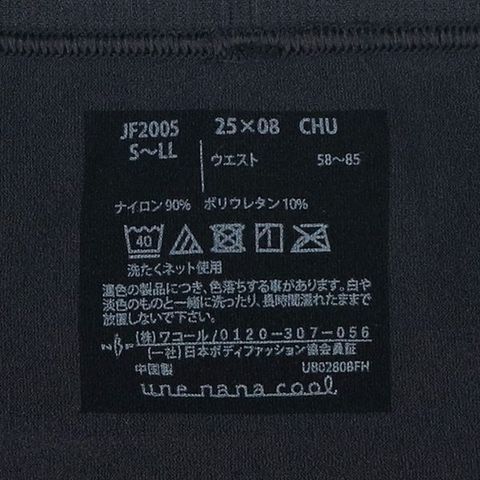 JF2005 25×08 CHU
S～LL ウエスト 58～85
ナイロン90% ポリウレタン10%
40
洗たくネット使用
濃色の製品につき、色落ちする事があります。白や
淡色のものと一緒に洗ったり、長時間濡れたままで
放置しないで下さい。
(株)ワコール/0120-307-056
(一社)日本ボディファッション協会員証
中国製 U80280BFH
une nana cool